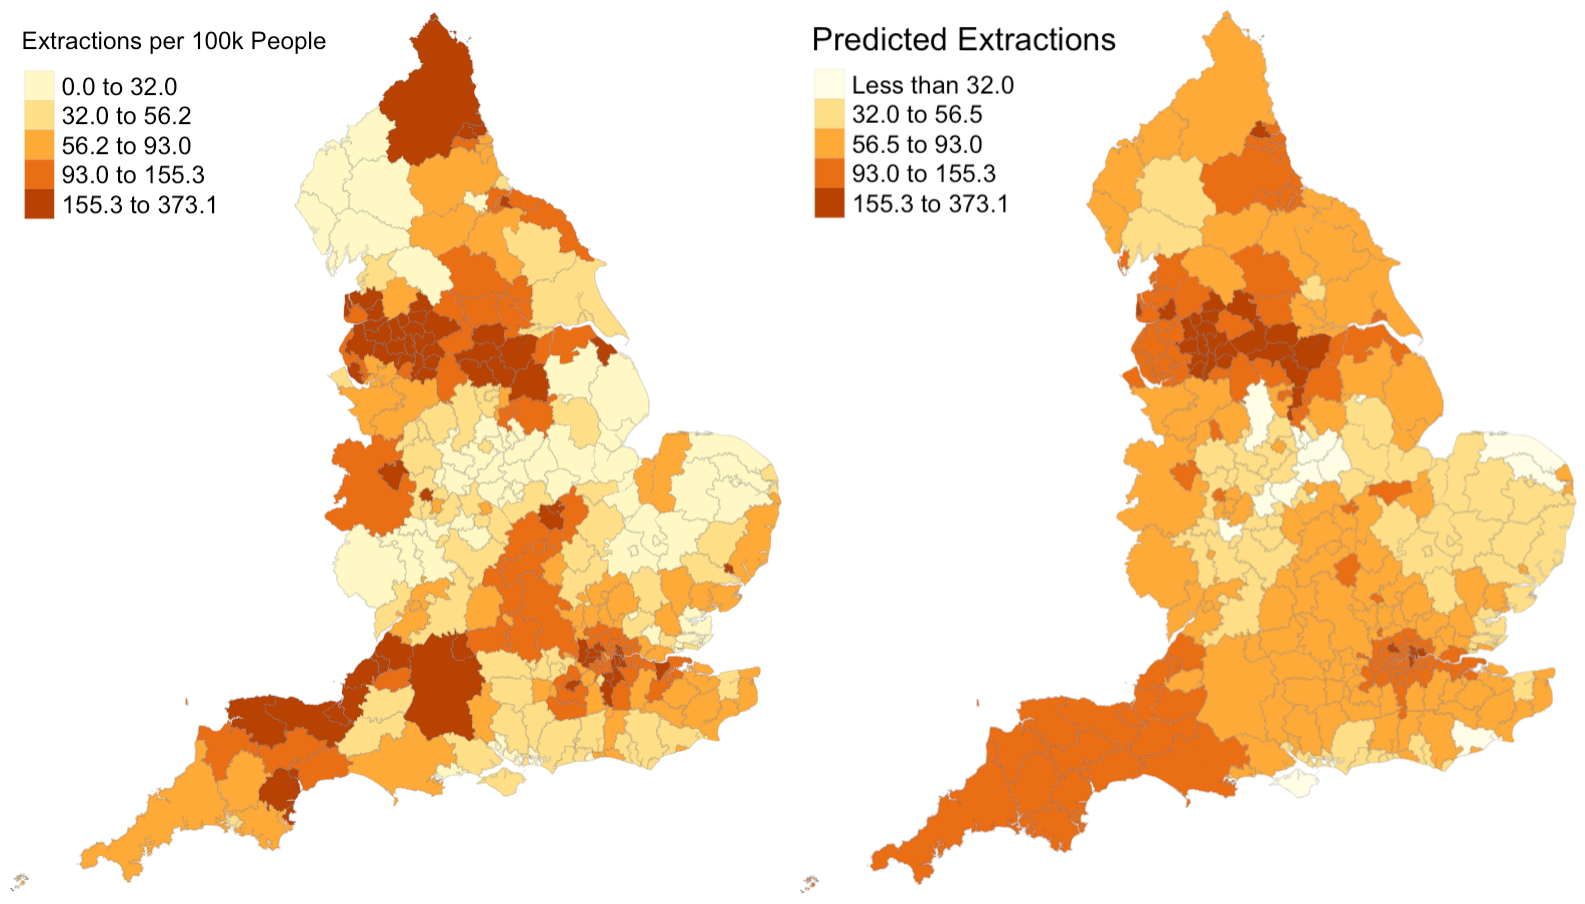 Extractions per 100k People
0.0 to 32.0
32.0 to 56.2
56.2 to 93.0
93.0 to 155.3
155.3 to 373.1
Predicted Extractions
Less than 32.0
32.0 to 56.5
56.5 to 93.0
93.0 to 155.3
155.3 to 373.1